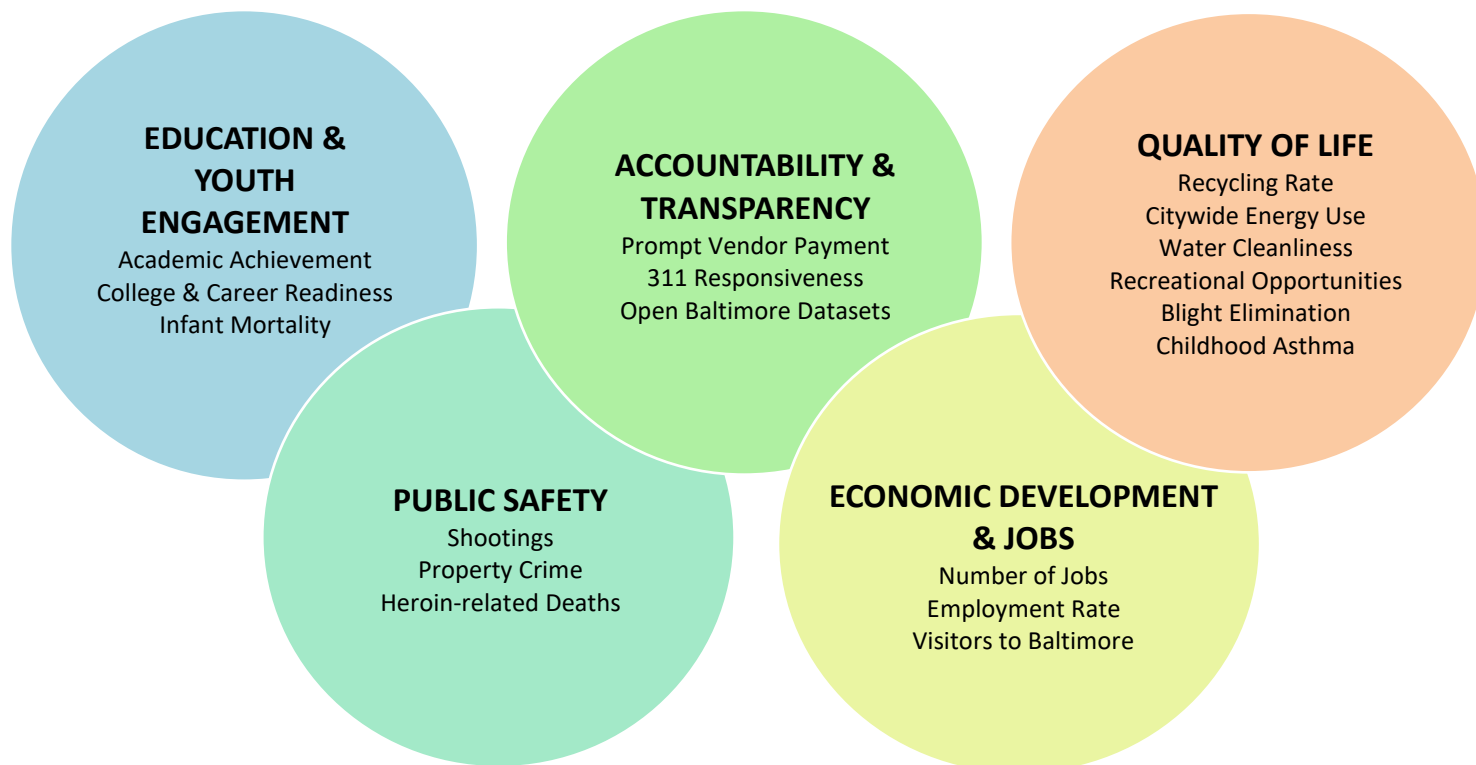 EDUCATION &
YOUTH
ENGAGEMENT
Academic Achievement
College & Career Readiness
Infant Mortality
ACCOUNTABILITY &
TRANSPARENCY
Prompt Vendor Payment
311 Responsiveness
Open Baltimore Datasets
QUALITY OF LIFE
Recycling Rate
Citywide Energy Use
Water Cleanliness
Recreational Opportunities
Blight Elimination
Childhood Asthma
PUBLIC SAFETY
Shootings
Property Crime
Heroin-related Deaths
ECONOMIC DEVELOPMENT
& JOBS
Number of Jobs
Employment Rate
Visitors to Baltimore